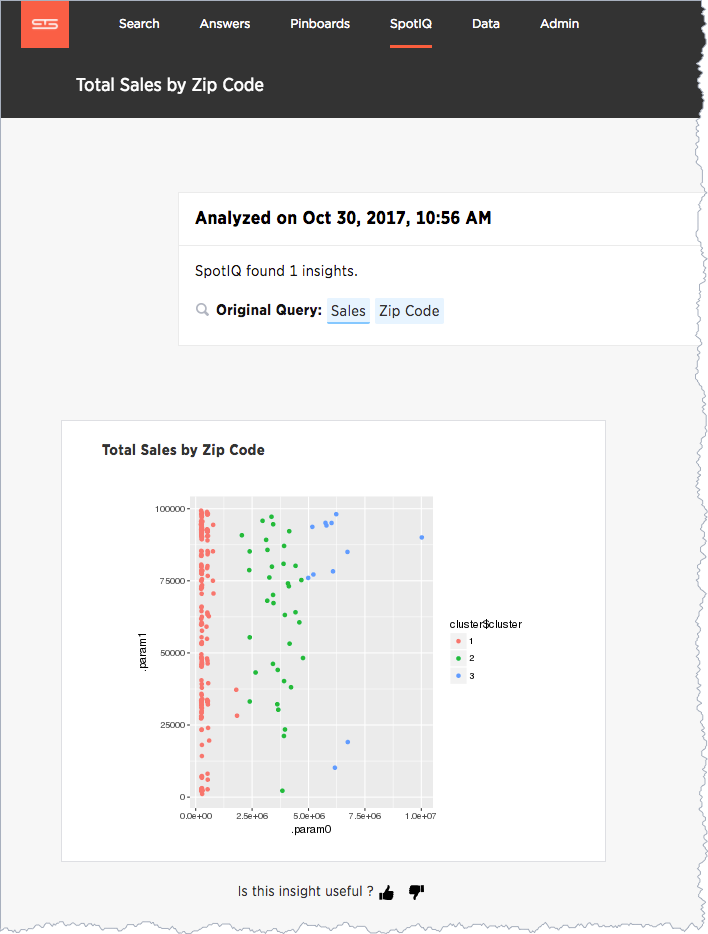 Search Answers Pinboards SpotIQ Data Admin
Total Sales by Zip Code
Analyzed on Oct 30, 2017, 10:56 AM
SpotIQ found 1 insights.
Original Query: Sales Zip Code
Total Sales by Zip Code
100000
75000
50000
25000
0
.param1
0.0e+00 2.5e+06 5.0e+06 7.5e+06 1.0e+07
.param0
cluster$cluster
1
2
3
Is this insight useful ?